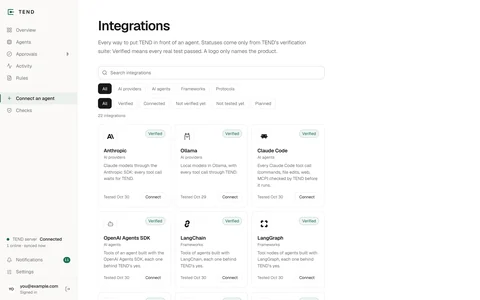 TEND
Overview
Agents
Approvals
Activity
Rules
Connect an agent
Checks
TEND server Connected
1 online · synced now
Notifications
Settings
YO
you@example.com
Signed in
Integrations
Every way to put TEND in front of an agent. Statuses come only from TEND's verification
suite: Verified means every real test passed. A logo only names the product.
Search integrations
All AI providers AI agents Frameworks Protocols
All Verified Connected Not verified yet Not tested yet Planned
integrations
Verified
Anthropic
AI providers
Claude models through the
Anthropic SDK, every tool call
waits for TEND.
Tested Oct 30 Connect
Verified
Ollama
AI providers
Local models in Ollama, with
every tool call through TEND.
Tested Oct 29 Connect
Verified
Claude Code
AI agents
Every Claude Code tool call
(commands, file edits, web,
MCP) checked by TEND before
it runs.
Tested Oct 30 Connect
Verified
OpenAI Agents SDK
AI agents
Tools of an agent built with the
OpenAI Agents SDK, each one
behind TEND's yes.
Tested Oct 30 Connect
Verified
LangChain
Frameworks
Tools of agents built with
LangChain, each one behind
TEND's yes.
Tested Oct 30 Connect
Verified
LangGraph
Frameworks
Tool nodes of agents built with
LangGraph, each one behind
TEND's yes.
Tested Oct 30 Connect